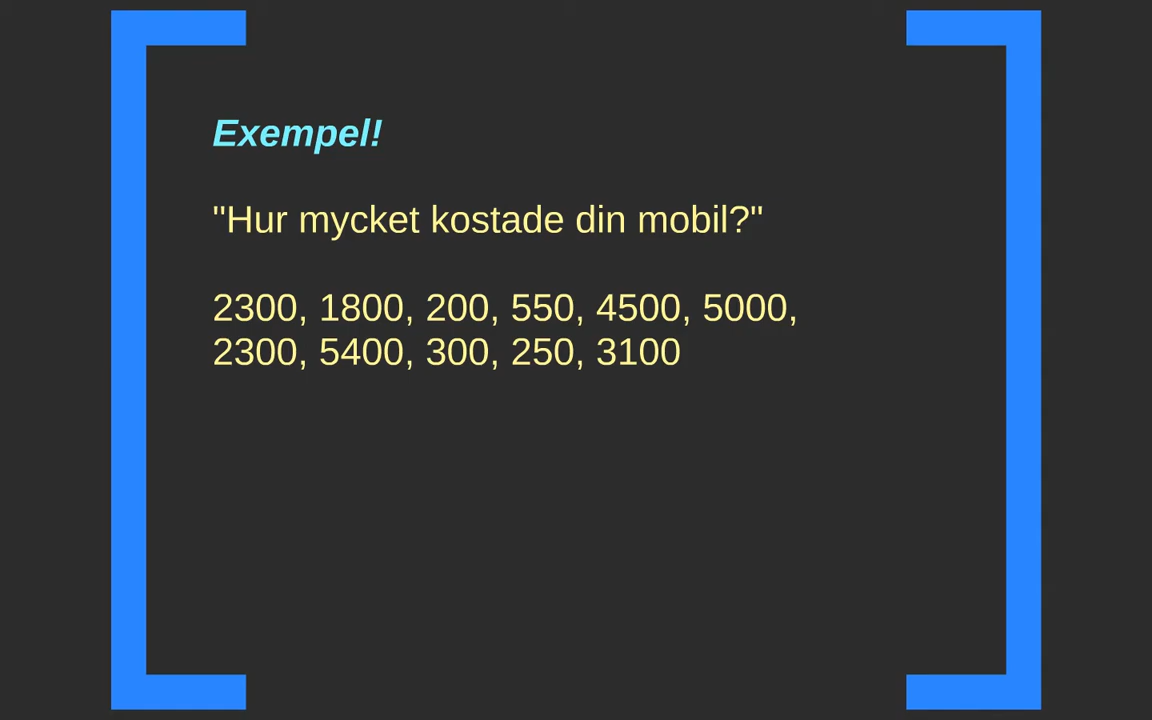 Exempel!
"Hur mycket kostade din mobil?"
2300, 1800, 200, 550, 4500, 5000,
2300, 5400, 300, 250, 3100